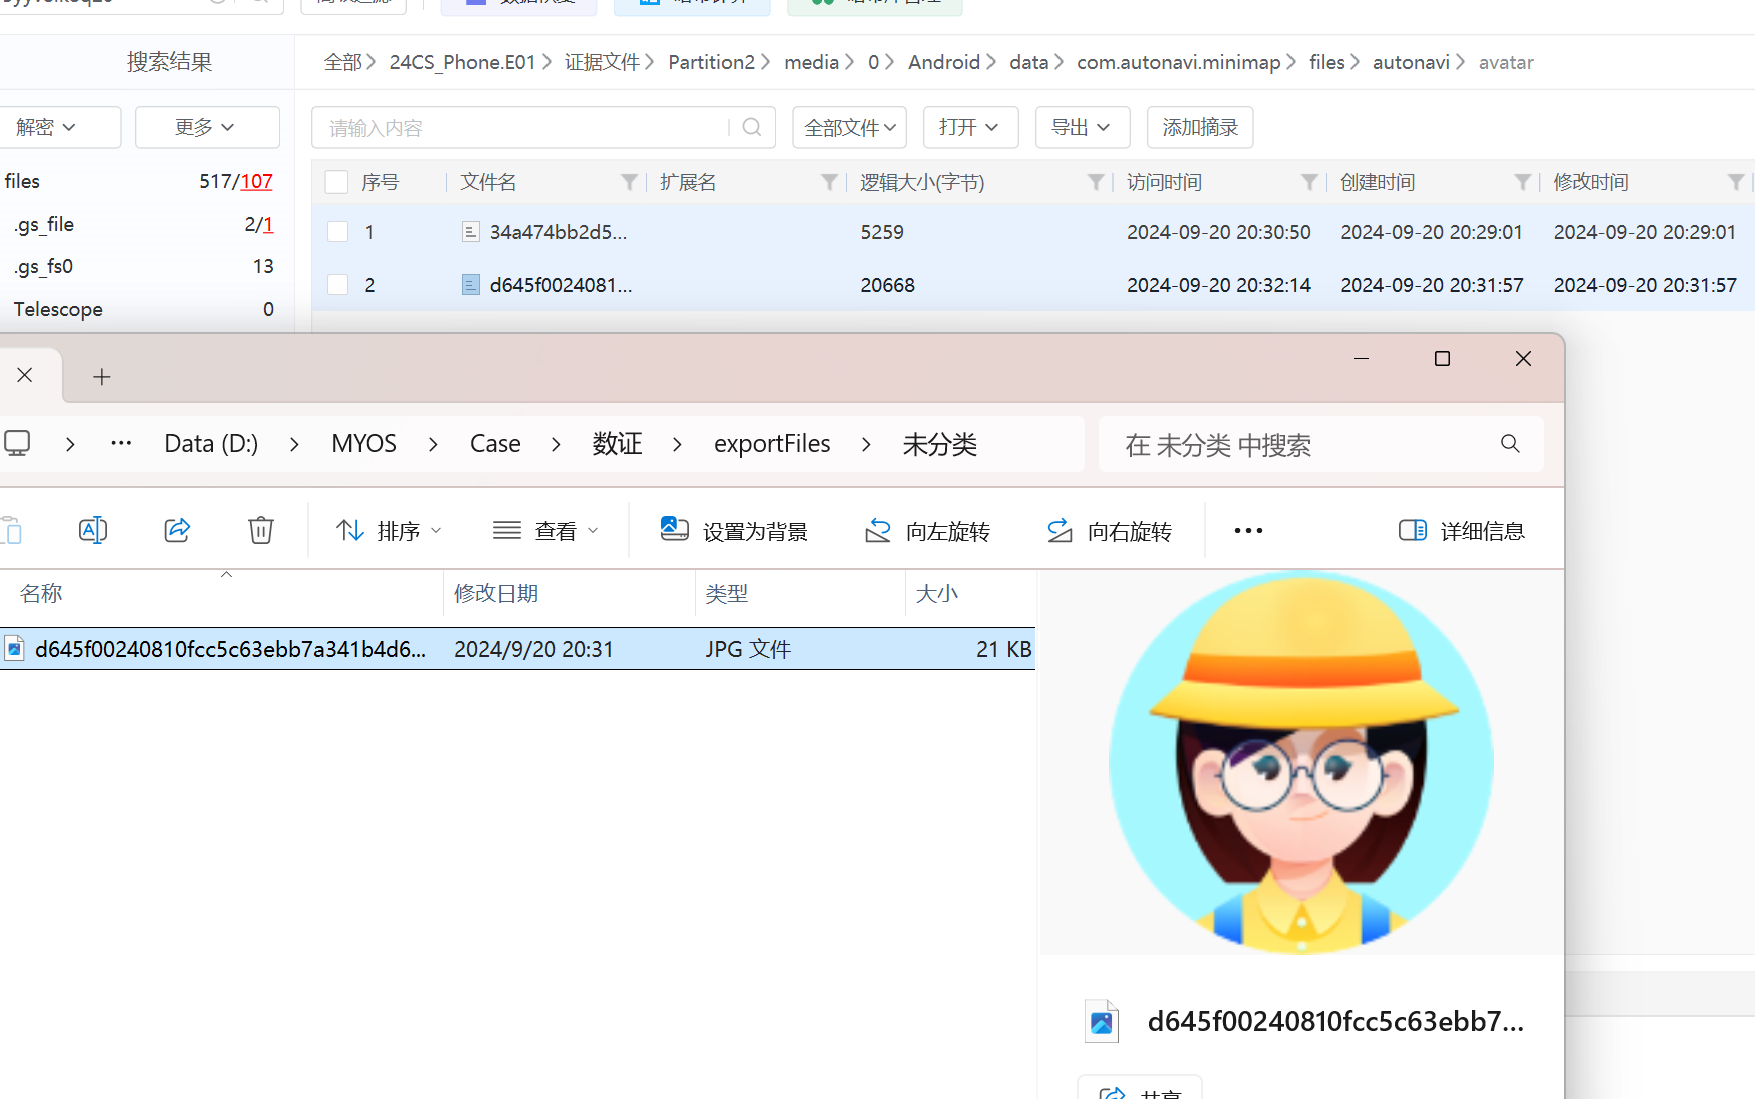 搜索结果
全部 > 24CS_Phone.E01 > 证据文件 > Partition2 > media > 0 > Android > data > com.autonavi.minimap > files > autonavi > avatar
解密 更多 请输入内容 全部文件 打开 导出 添加摘录
files 517/107
.gs_file 2/1
.gs_fs0 13
Telescope 0
序号 文件名 扩展名 逻辑大小(字节) 访问时间 创建时间 修改时间
1 34a474bb2d5... 5259 2024-09-20 20:30:50 2024-09-20 20:29:01 2024-09-20 20:29:01
2 d645f0024081... 20668 2024-09-20 20:32:14 2024-09-20 20:31:57 2024-09-20 20:31:57
Data (D:) > MYOS > Case > 数证 > exportFiles > 未分类
在 未分类 中搜索
排序 查看 设置为背景 向左旋转 向右旋转 详细信息
名称 修改日期 类型 大小
d645f00240810fcc5c63ebb7a341b4d6... 2024/9/20 20:31 JPG 文件 21 KB
d645f00240810fcc5c63ebb7...